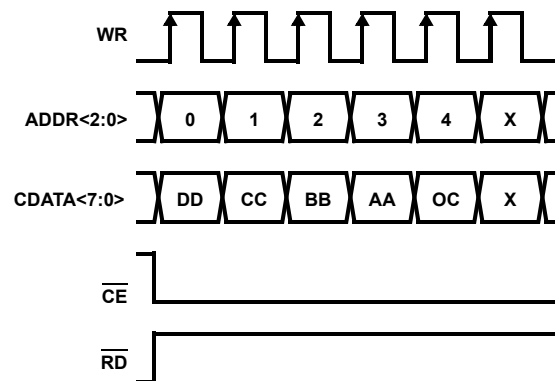 WR
ADDR<2:0> 0 1 2 3 4 X
CDATA<7:0> DD CC BB AA OC X
CE
RD